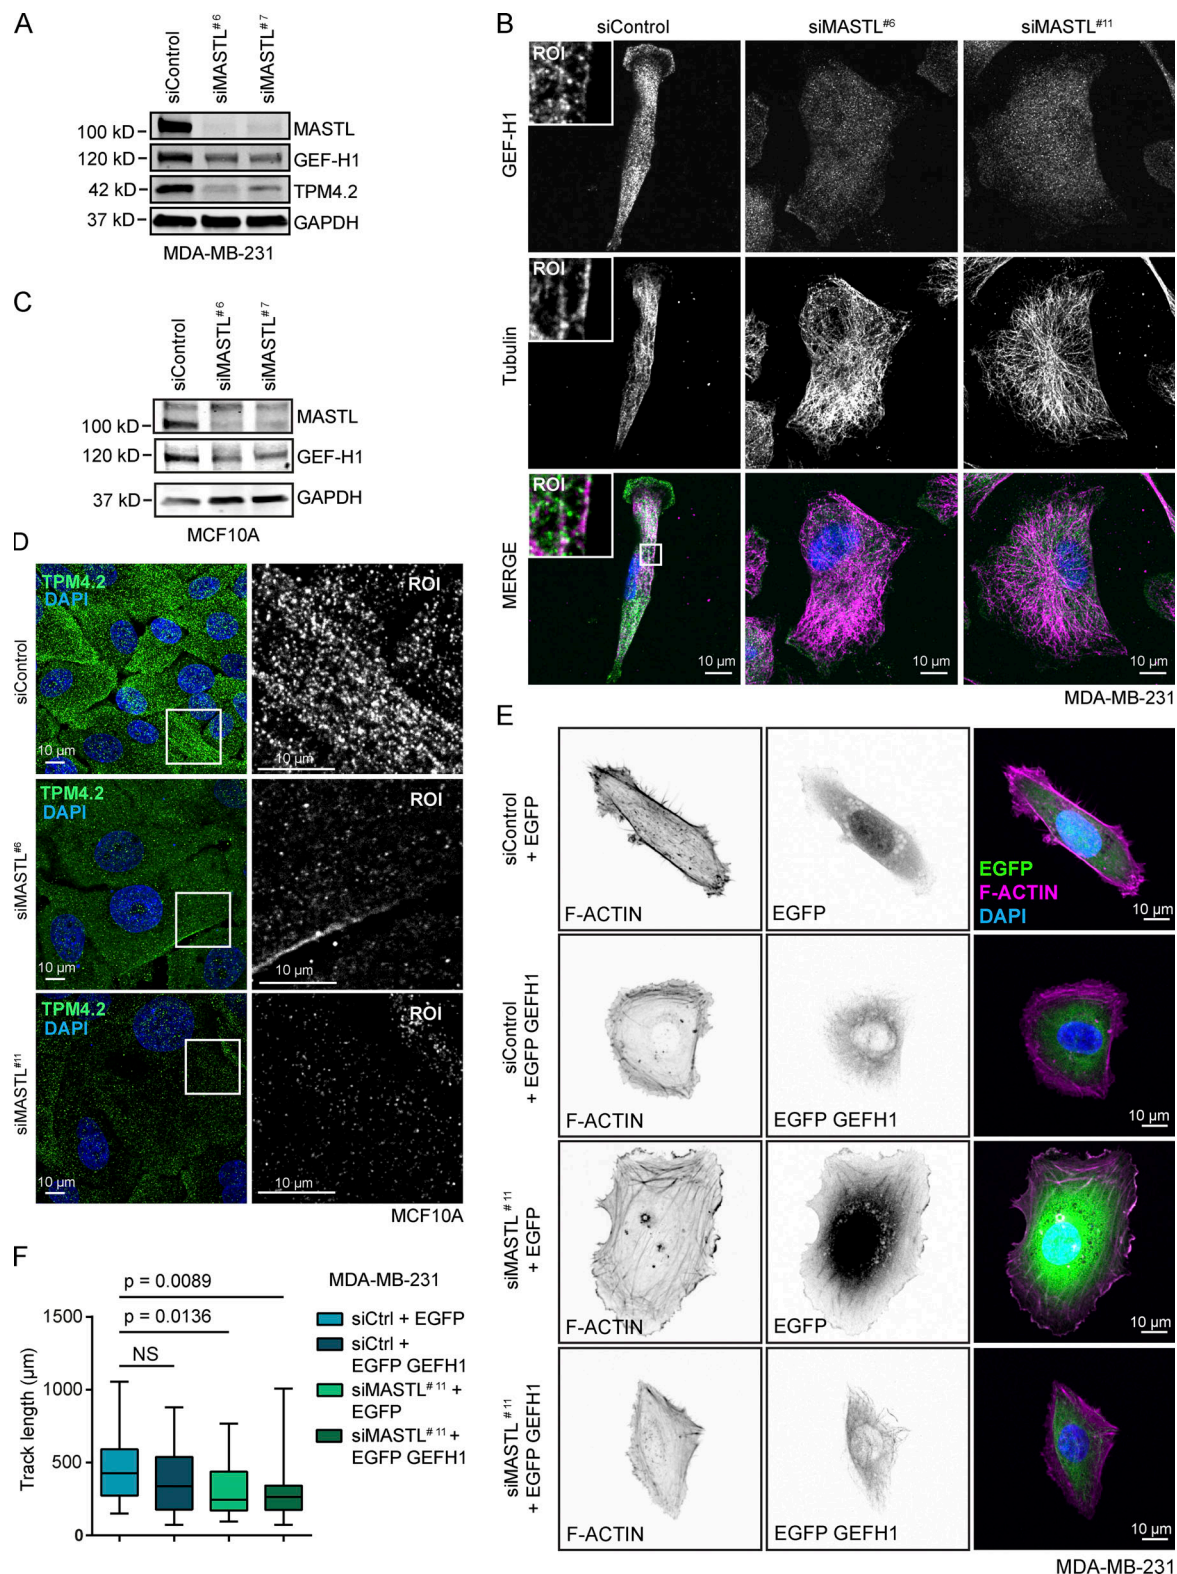 A
siControl
siMASTL#6
siMASTL#7
100 kD
MASTL
120 kD
GEF-H1
42 kD
TPM4.2
37 kD
GAPDH
MDA-MB-231
B
siControl
siMASTL#6
siMASTL#11
GEF-H1
ROI
Tubulin
ROI
MERGE
ROI
10 µm
10 µm
10 µm
MDA-MB-231
C
siControl
siMASTL#6
siMASTL#7
100 kD
MASTL
120 kD
GEF-H1
37 kD
GAPDH
MCF10A
D
siControl
TPM4.2
DAPI
10 µm
ROI
10 µm
siMASTL#6
TPM4.2
DAPI
10 µm
ROI
10 µm
siMASTL#11
TPM4.2
DAPI
10 µm
ROI
10 µm
MCF10A
E
siControl
+ EGFP
F-ACTIN
EGFP
EGFP
F-ACTIN
DAPI
10 µm
siControl
+ EGFP GEFH1
F-ACTIN
EGFP GEFH1
10 µm
siMASTL#11
+ EGFP
F-ACTIN
EGFP
10 µm
siMASTL#11
+ EGFP GEFH1
F-ACTIN
EGFP GEFH1
10 µm
MDA-MB-231
F
p = 0.0089
p = 0.0136
NS
Track length (µm)
1500
1000
500
0
MDA-MB-231
siCtrl + EGFP
siCtrl +
EGFP GEFH1
siMASTL#11 +
EGFP
siMASTL#11 +
EGFP GEFH1